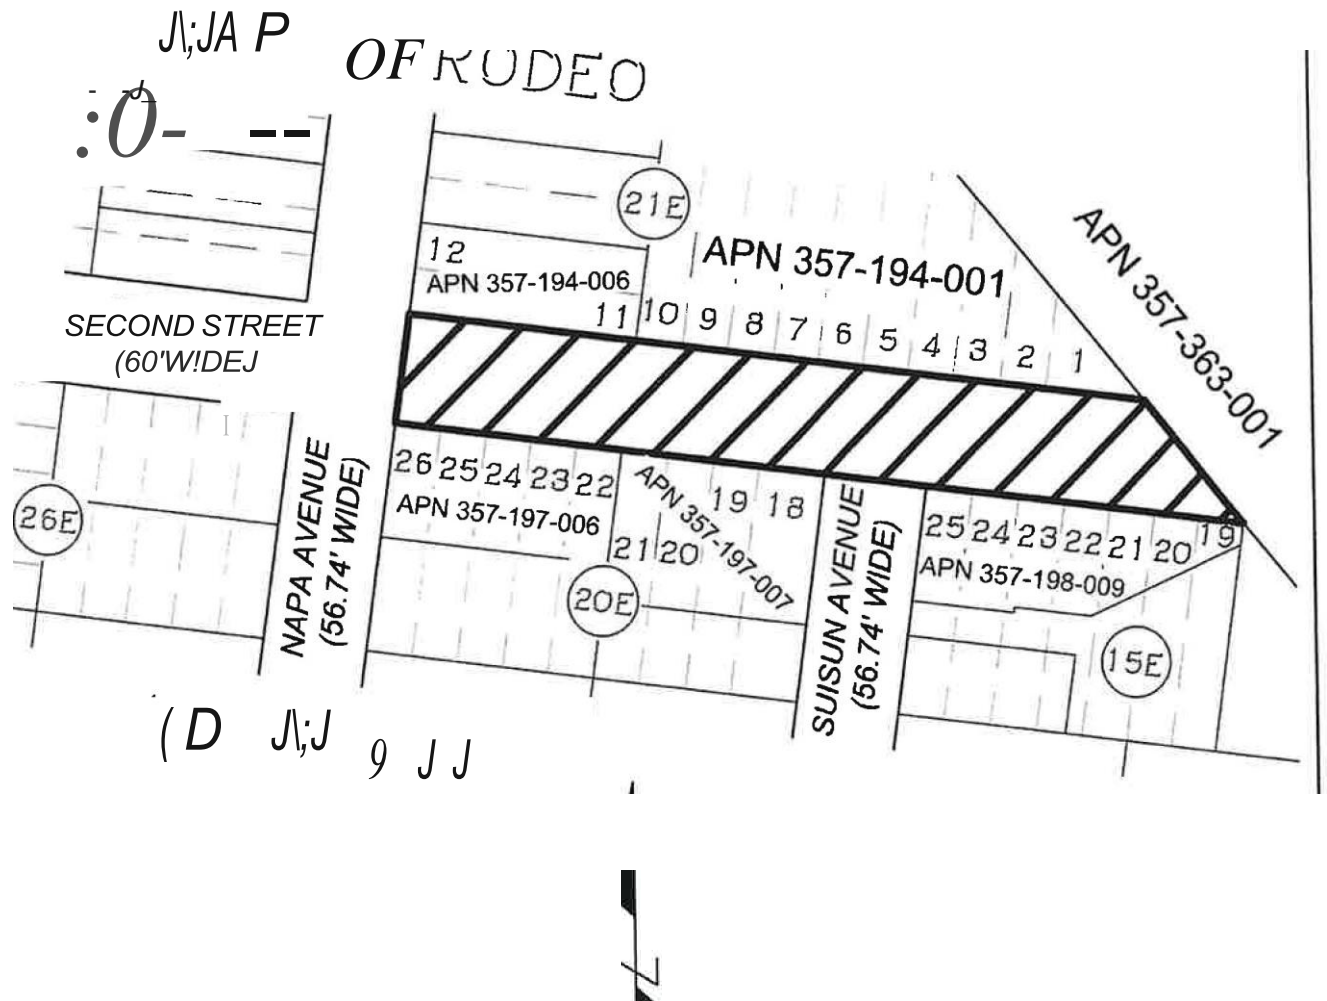 J\;JA P
OF RODEO
21E
12
APN 357-194-006
APN 357-194-001
APN 357-363-001
11 10 9 8 7 6 5 4 3 2 1
SECOND STREET
(60'W!DEJ
26E
NAPA AVENUE
(56.74' WIDE)
26 25 24 23 22
APN 357-197-006
APN 357-197-007
19 18
21 20
20E
SUISUN AVENUE
(56.74' WIDE)
25 24 23 22 21 20 19
APN 357-198-009
15E
( D J\;J
9 J J